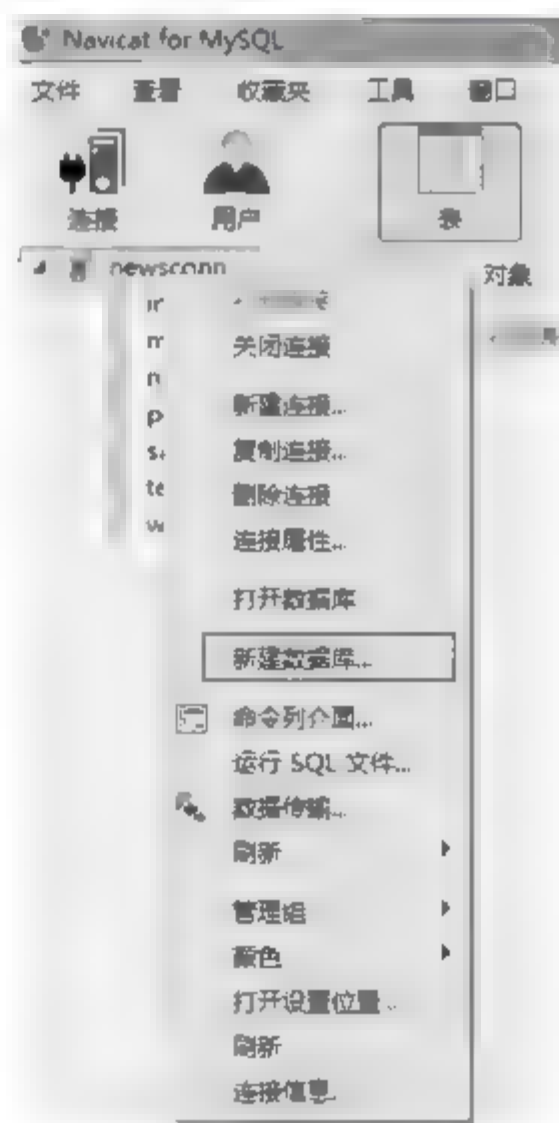 Navicat for MySQL
文件 查看 收藏夹 工具 窗口
连接 用户 表
newsconn 对象
关闭连接
新建连接...
复制连接...
删除连接
连接属性...
打开数据库
新建数据库...
命令列介面...
运行 SQL 文件...
数据传输...
刷新
管理组
颜色
打开设置位置...
刷新
连接信息...